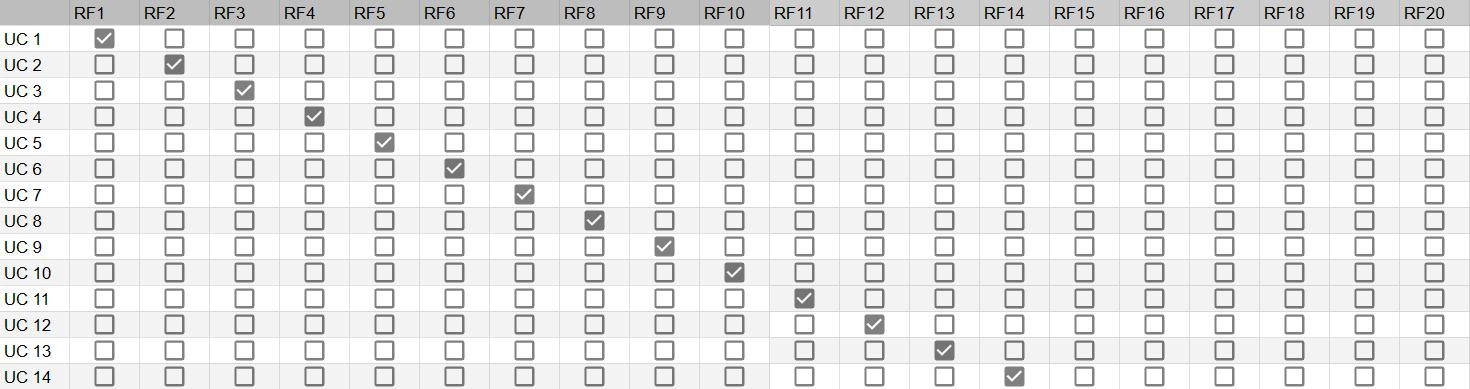 RF1 RF2 RF3 RF4 RF5 RF6 RF7 RF8 RF9 RF10 RF11 RF12 RF13 RF14 RF15 RF16 RF17 RF18 RF19 RF20
UC 1
UC 2
UC 3
UC 4
UC 5
UC 6
UC 7
UC 8
UC 9
UC 10
UC 11
UC 12
UC 13
UC 14